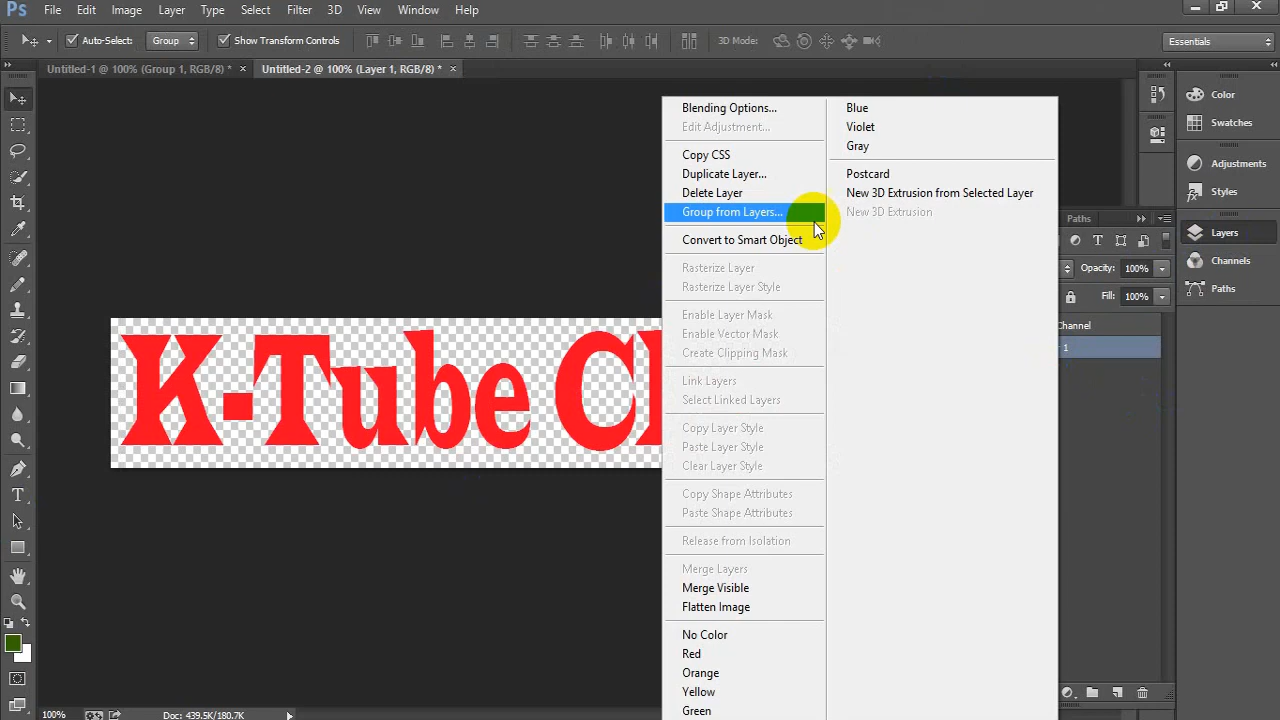 Ps File Edit Image Layer Type Select Filter 3D View Window Help
Auto-Select: Group Show Transform Controls 3D Mode: Essentials
Untitled-1 @ 100% (Group 1, RGB/8) * × Untitled-2 @ 100% (Layer 1, RGB/8) * ×
Blending Options...
Edit Adjustment...
Copy CSS
Duplicate Layer...
Delete Layer
Group from Layers...
Convert to Smart Object
Rasterize Layer
Rasterize Layer Style
Enable Layer Mask
Enable Vector Mask
Create Clipping Mask
Link Layers
Select Linked Layers
Copy Layer Style
Paste Layer Style
Clear Layer Style
Copy Shape Attributes
Paste Shape Attributes
Release from Isolation
Merge Layers
Merge Visible
Flatten Image
No Color
Red
Orange
Yellow
Green
Blue
Violet
Gray
Postcard
New 3D Extrusion from Selected Layer
New 3D Extrusion
K-Tube
Paths
Opacity: 100%
Fill: 100%
Channel
1
Color
Swatches
Adjustments
Styles
Layers
Channels
Paths
100% Doc: 439.5K/180.7K